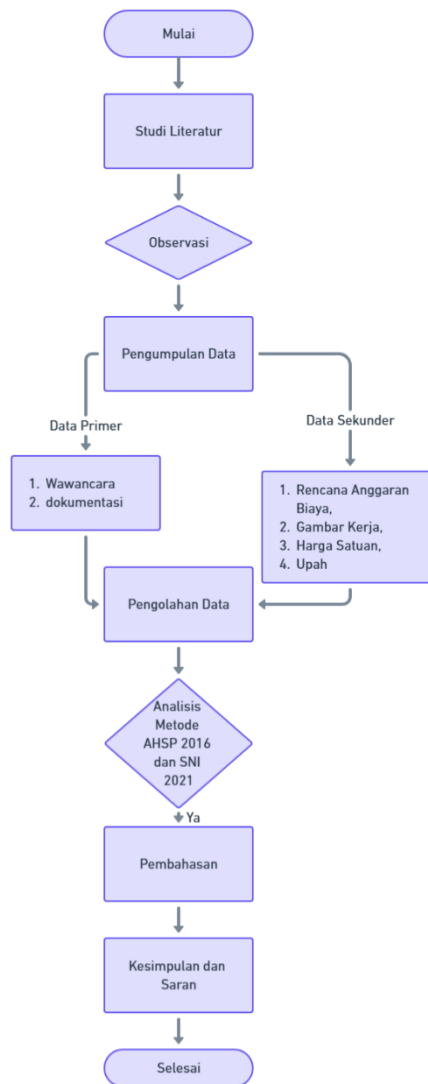 Mulai
Studi Literatur
Observasi
Pengumpulan Data
Data Primer
Data Sekunder
1. Wawancara
2. dokumentasi
1. Rencana Anggaran
Biaya,
2. Gambar Kerja,
3. Harga Satuan,
4. Upah
Pengolahan Data
Analisis
Metode
AHSP 2016
dan SNI
2021
Ya
Pembahasan
Kesimpulan dan
Saran
Selesai